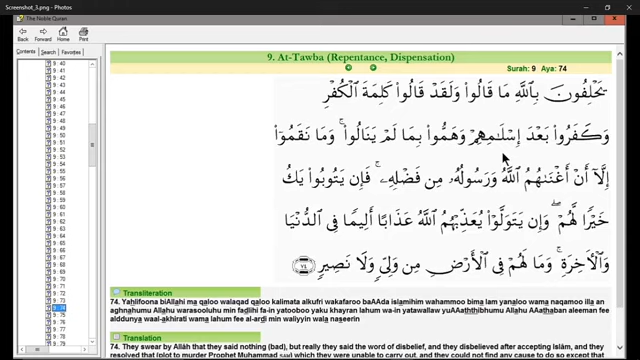 Screenshot_3.png - Photos
The Noble Quran
Back Forward Home Print
Contents Search Favorites
9 : 40
9 : 43
9 : 44
9 : 45
9 : 46
9 : 47
9 : 48
9 : 49
9 : 50
9 : 51
9 : 52
9 : 53
9 : 54
9 : 55
9 : 56
9 : 57
9 : 58
9 : 59
9 : 60
9 : 61
9 : 62
9 : 63
9 : 64
9 : 65
9 : 66
9 : 67
9 : 68
9 : 69
9 : 70
9 : 71
9 : 72
9 : 73
9 : 74
9 : 75
9 : 76
9 : 77
9 : 78
9 : 79
9. At-Tawba (Repentance, Dispensation)
Surah: 9 Aya: 74
يَحْلِفُونَ بِٱللَّهِ مَا قَالُوا۟ وَلَقَدْ قَالُوا۟ كَلِمَةَ ٱلْكُفْرِ
وَكَفَرُوا۟ بَعْدَ إِسْلَـٰمِهِمْ وَهَمُّوا۟ بِمَا لَمْ يَنَالُوا۟ ۚ وَمَا نَقَمُوٓا۟
إِلَّآ أَنْ أَغْنَىٰهُمُ ٱللَّهُ وَرَسُولُهُۥ مِن فَضْلِهِۦ ۚ فَإِن يَتُوبُوا۟ يَكُ
خَيْرًا لَّهُمْ ۖ وَإِن يَتَوَلَّوْا۟ يُعَذِّبْهُمُ ٱللَّهُ عَذَابًا أَلِيمًا فِى ٱلدُّنْيَا
وَٱلْـَٔاخِرَةِ ۚ وَمَا لَهُمْ فِى ٱلْأَرْضِ مِن وَلِىٍّ وَلَا نَصِيرٍ ٧٤
Transliteration
74. Yahlifoona biAllahi ma qaloo walaqad qaloo kalimata alkufri wakafaroo baAAda islamihim wahammoo bima lam yanaloo wama naqamoo illa an
aghnahumu Allahu warasooluhu min fadlihi fa-in yatooboo yaku khayran lahum wa-in yatawallaw yuAAaththibhumu Allahu AAathaban aleeman fee
alddunya waal-akhirati wama lahum fee al-ardi min waliyyin wala naseerin
Translation
74. They swear by Allâh that they said nothing (bad), but really they said the word of disbelief, and they disbelieved after accepting Islâm, and they
resolved that (plot to murder Prophet Muhammad) which they were unable to carry out, and they could not find any cause to do so except